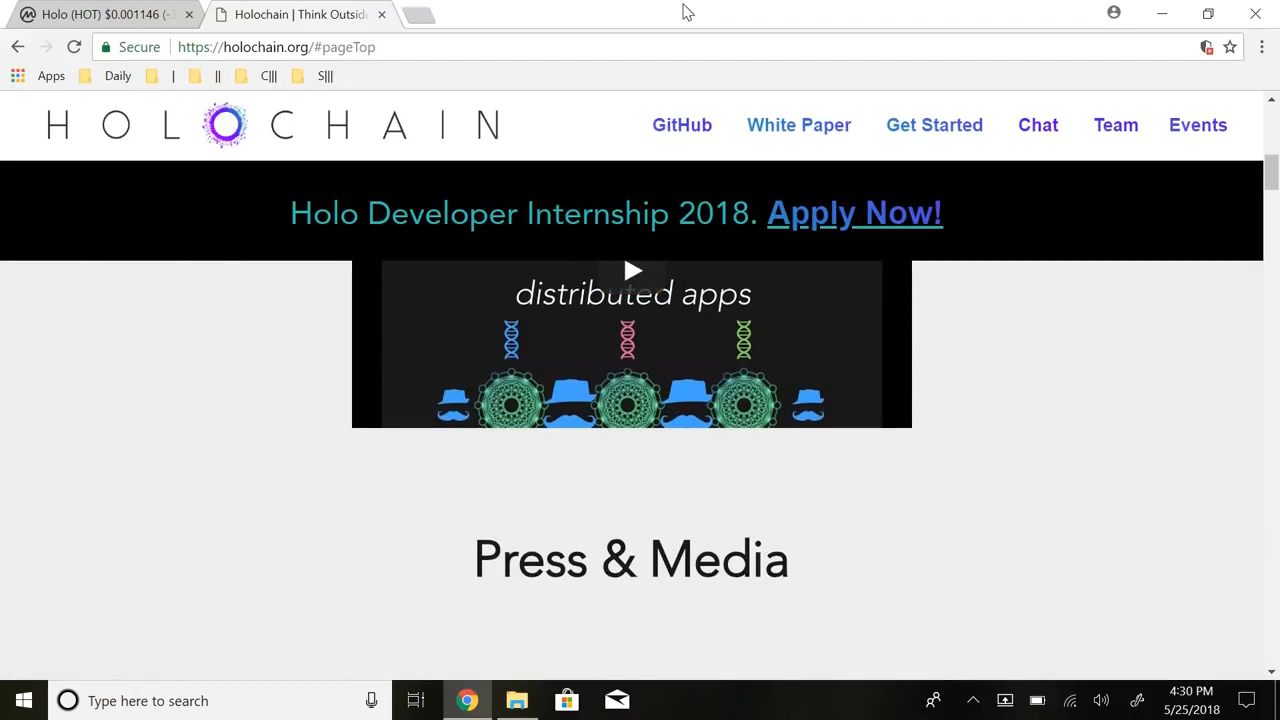 Holo (HOT) $0.001146 (-
Holochain | Think Outside
Secure https://holochain.org/#pageTop
Apps Daily | || C||| S|||
HOLOCHAIN GitHub White Paper Get Started Chat Team Events
Holo Developer Internship 2018. Apply Now!
distributed apps
Press & Media
Type here to search
4:30 PM
5/25/2018